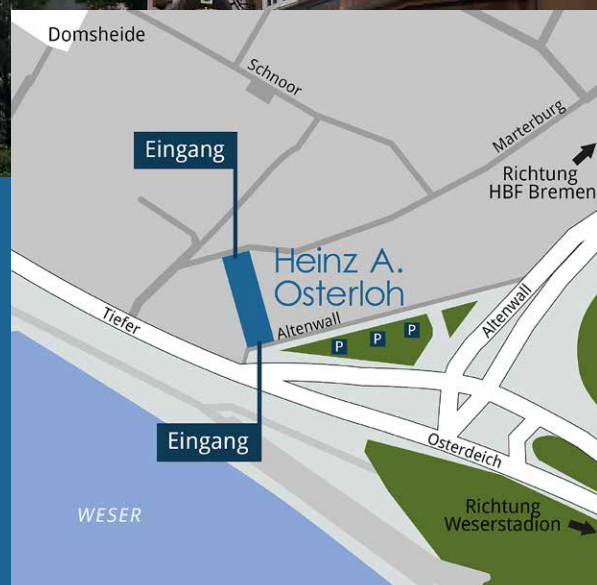 Domsheide
Schnoor
Marterburg
Eingang
Richtung
HBF Bremen
Heinz A.
Osterloh
Altenwall
Altenwall
Tiefer
P
P
P
Eingang
Osterdeich
WESER
Richtung
Weserstadion